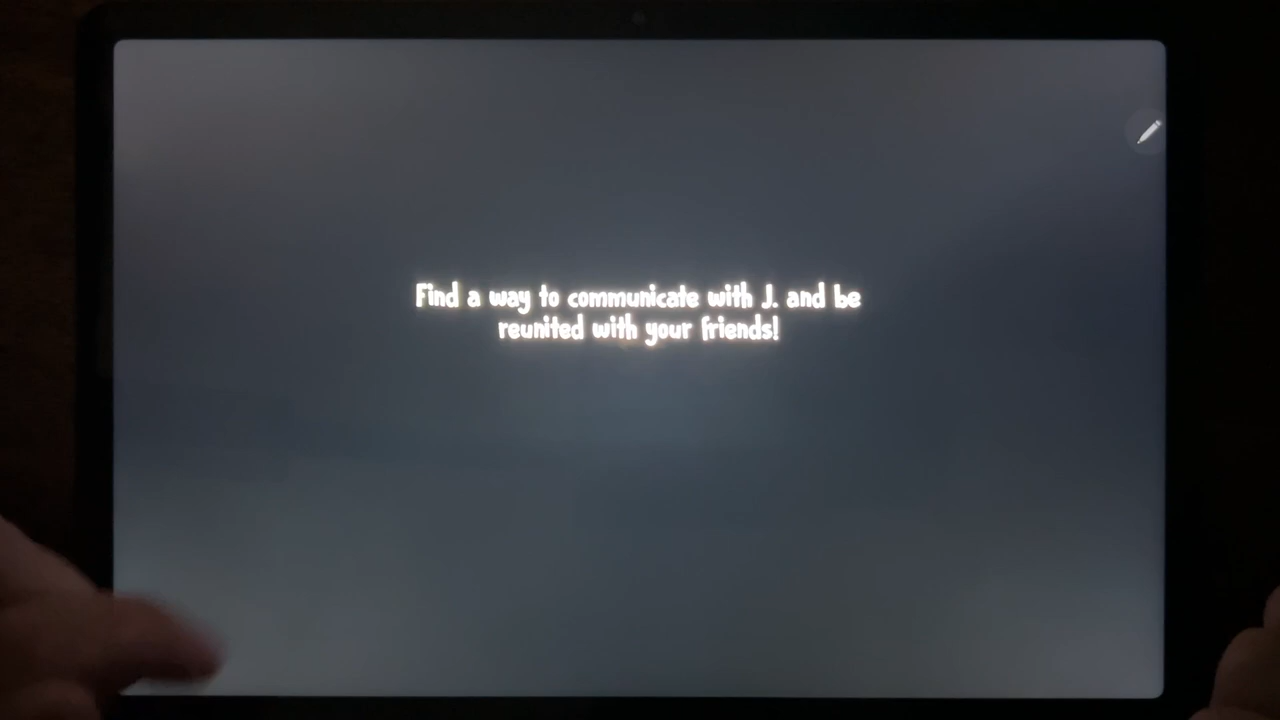 Find a way to communicate with J. and be
reunited with your friends!